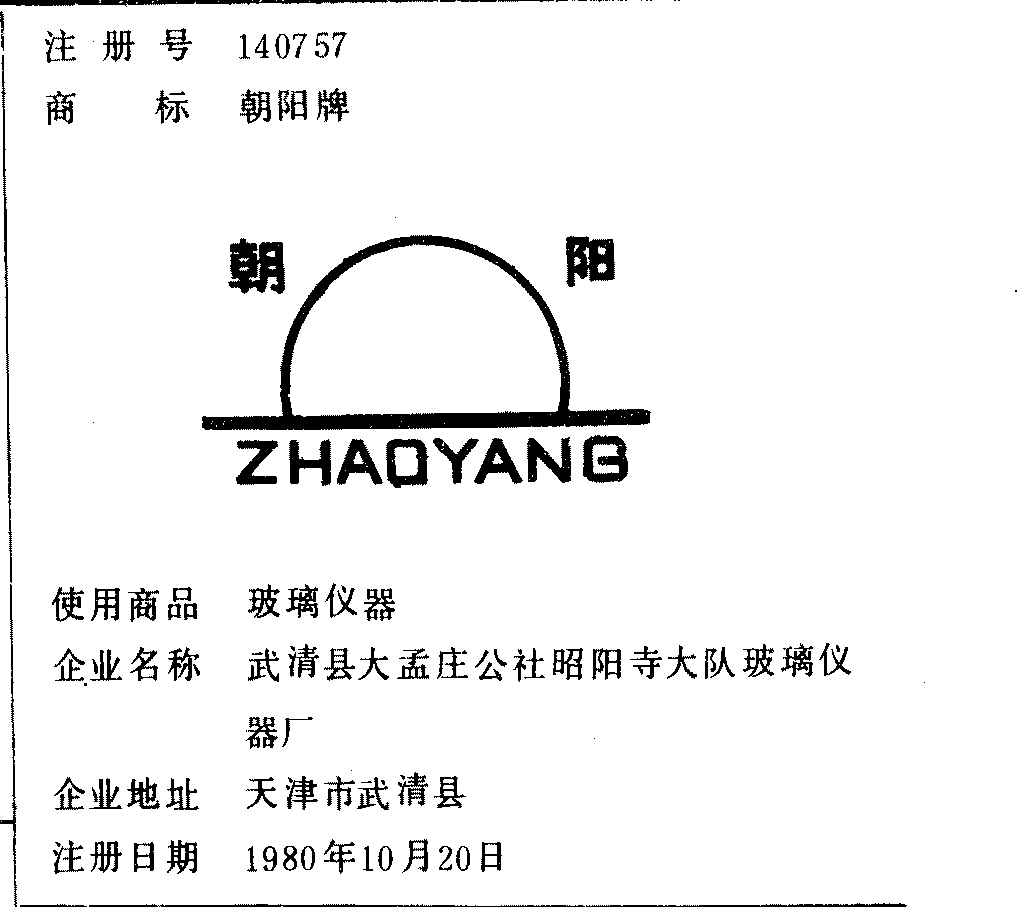 注册号 140757
商标 朝阳牌
朝 阳
ZHAOYANG
使用商品 玻璃仪器
企业名称 武清县大孟庄公社昭阳寺大队玻璃仪
器厂
企业地址 天津市武清县
注册日期 1980年10月20日